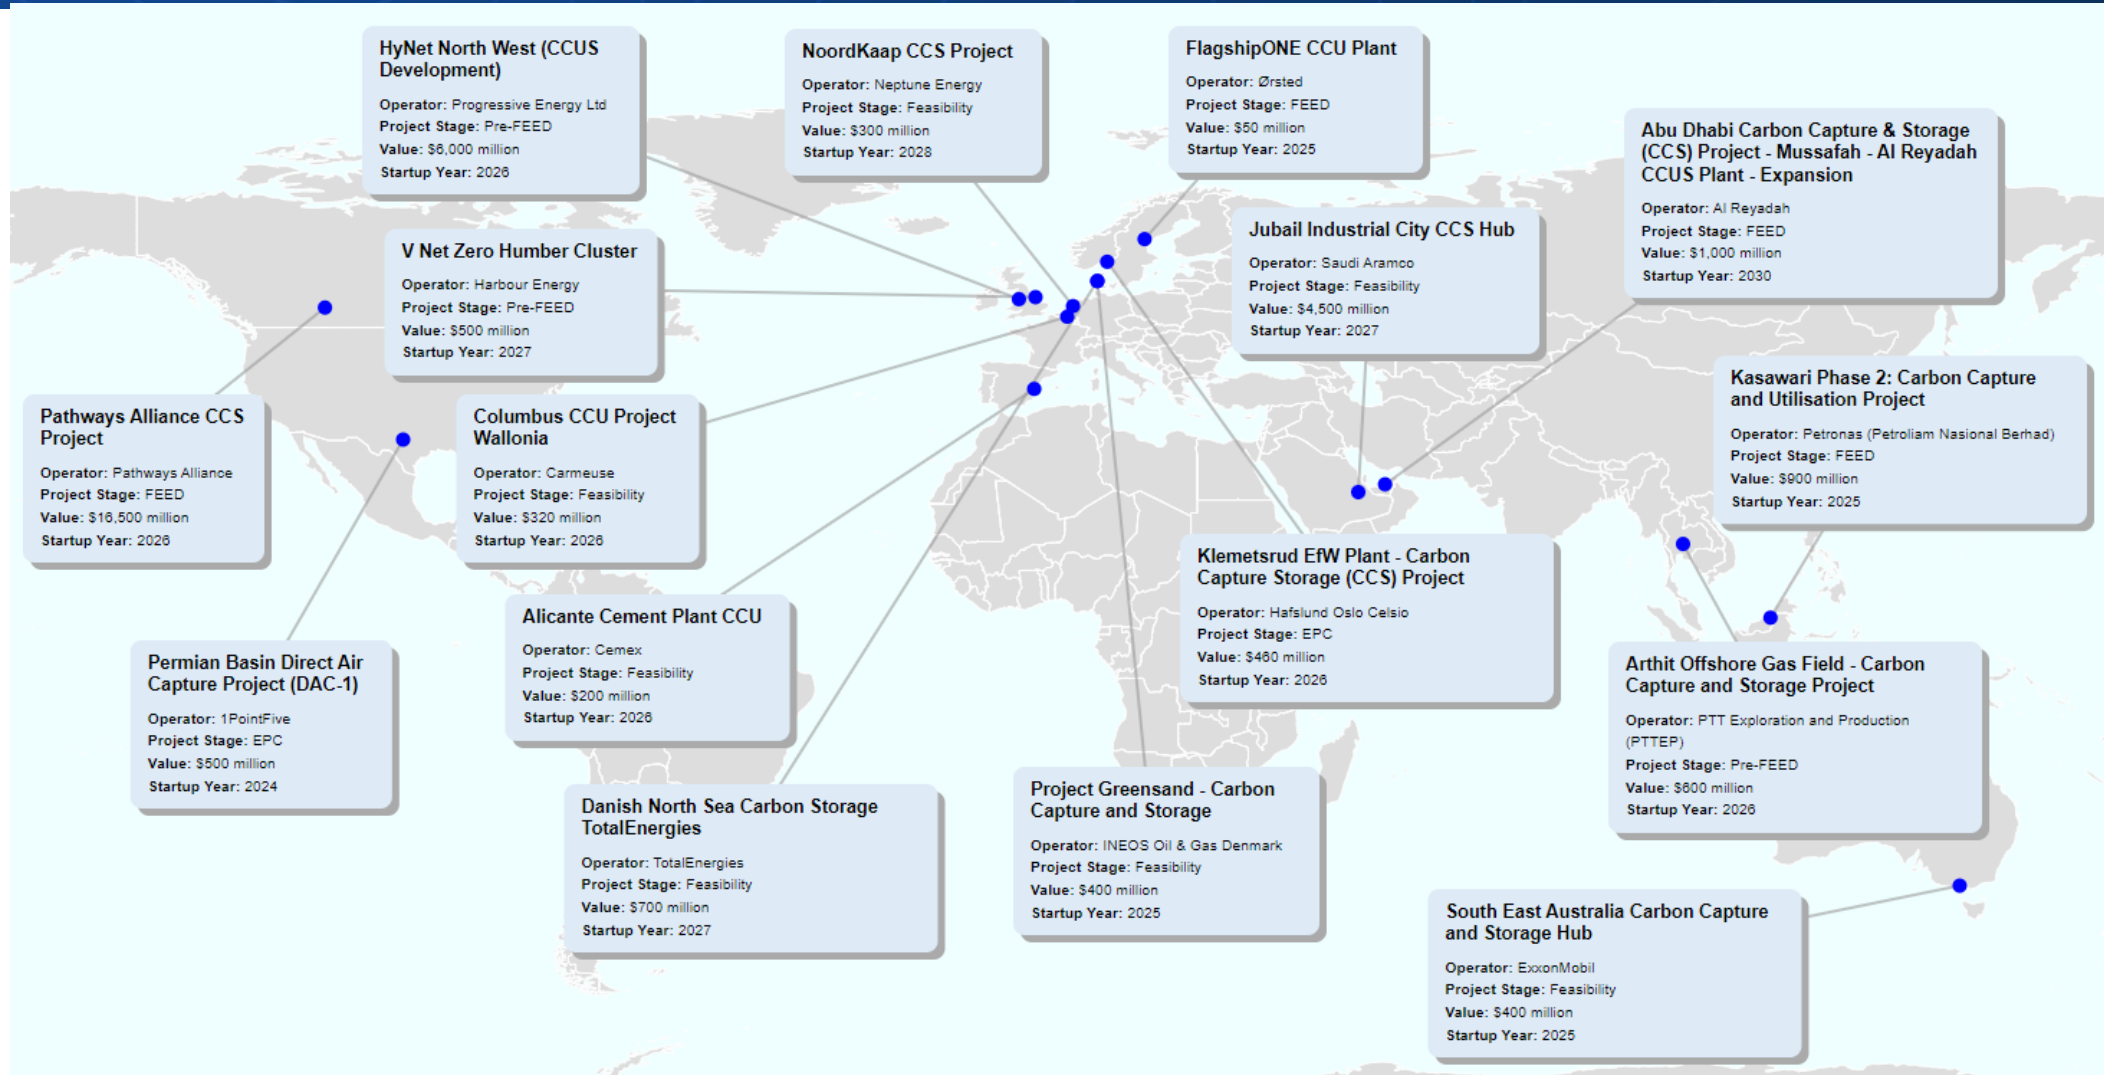 HyNet North West (CCUS
Development)
Operator: Progressive Energy Ltd
Project Stage: Pre-FEED
Value: $6,000 million
Startup Year: 2026
NoordKaap CCS Project
Operator: Neptune Energy
Project Stage: Feasibility
Value: $300 million
Startup Year: 2028
FlagshipONE CCU Plant
Operator: Ørsted
Project Stage: FEED
Value: $50 million
Startup Year: 2025
Abu Dhabi Carbon Capture & Storage
(CCS) Project - Mussafah - Al Reyadah
CCUS Plant - Expansion
Operator: Al Reyadah
Project Stage: FEED
Value: $1,000 million
Startup Year: 2030
V Net Zero Humber Cluster
Operator: Harbour Energy
Project Stage: Pre-FEED
Value: $500 million
Startup Year: 2027
Jubail Industrial City CCS Hub
Operator: Saudi Aramco
Project Stage: Feasibility
Value: $4,500 million
Startup Year: 2027
Kasawari Phase 2: Carbon Capture
and Utilisation Project
Operator: Petronas (Petroliam Nasional Berhad)
Project Stage: FEED
Value: $900 million
Startup Year: 2025
Pathways Alliance CCS
Project
Operator: Pathways Alliance
Project Stage: FEED
Value: $16,500 million
Startup Year: 2026
Columbus CCU Project
Wallonia
Operator: Carmeuse
Project Stage: Feasibility
Value: $320 million
Startup Year: 2026
Klemetsrud EfW Plant - Carbon
Capture Storage (CCS) Project
Operator: Hafslund Oslo Celsio
Project Stage: EPC
Value: $460 million
Startup Year: 2026
Alicante Cement Plant CCU
Operator: Cemex
Project Stage: Feasibility
Value: $200 million
Startup Year: 2026
Permian Basin Direct Air
Capture Project (DAC-1)
Operator: 1PointFive
Project Stage: EPC
Value: $500 million
Startup Year: 2024
Arthit Offshore Gas Field - Carbon
Capture and Storage Project
Operator: PTT Exploration and Production
(PTTEP)
Project Stage: Pre-FEED
Value: $600 million
Startup Year: 2026
Danish North Sea Carbon Storage
TotalEnergies
Operator: TotalEnergies
Project Stage: Feasibility
Value: $700 million
Startup Year: 2027
Project Greensand - Carbon
Capture and Storage
Operator: INEOS Oil & Gas Denmark
Project Stage: Feasibility
Value: $400 million
Startup Year: 2025
South East Australia Carbon Capture
and Storage Hub
Operator: ExxonMobil
Project Stage: Feasibility
Value: $400 million
Startup Year: 2025